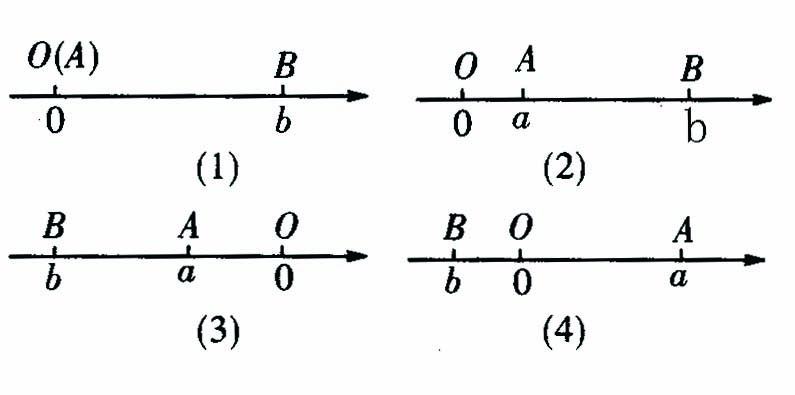 O(A) B
0 b
(1)
O A B
0 a b
(2)
B A O
b a 0
(3)
B O A
b 0 a
(4)